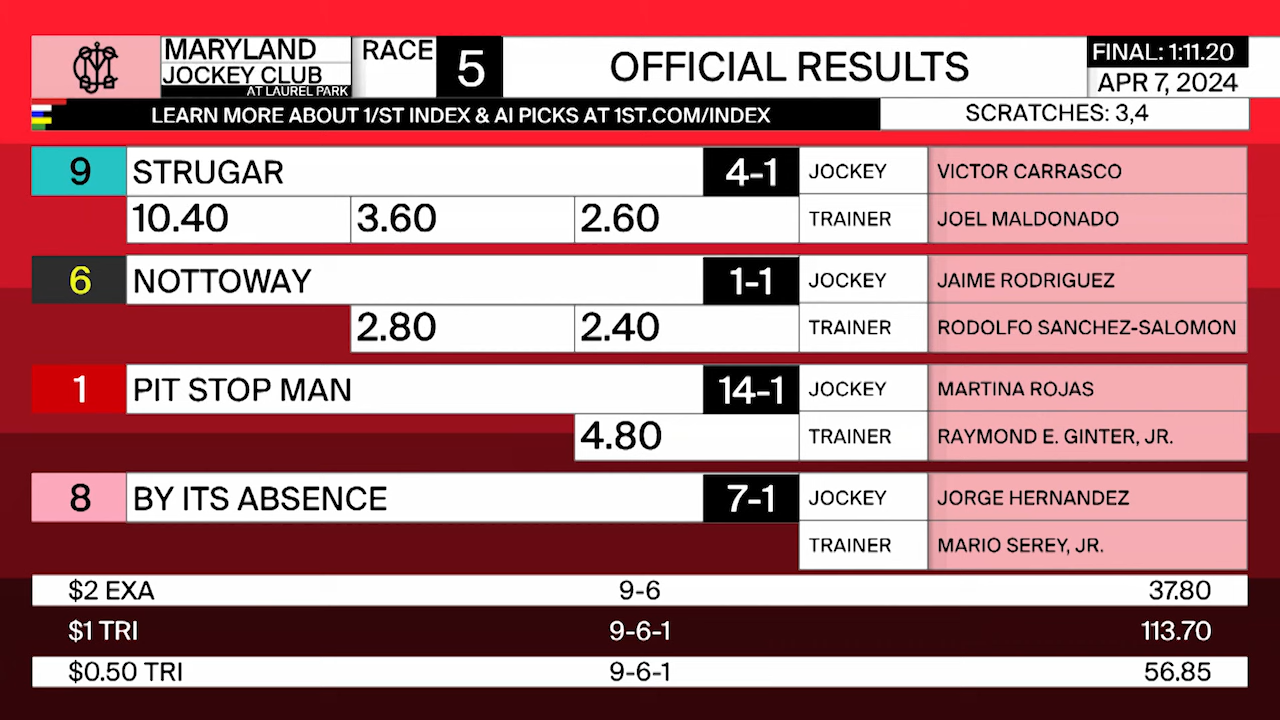 MARYLAND
JOCKEY CLUB
AT LAUREL PARK
RACE 5
OFFICIAL RESULTS
FINAL: 1:11.20
APR 7, 2024
LEARN MORE ABOUT 1/ST INDEX & AI PICKS AT 1ST.COM/INDEX
SCRATCHES: 3,4
9 STRUGAR 4-1 JOCKEY VICTOR CARRASCO
10.40 3.60 2.60 TRAINER JOEL MALDONADO
6 NOTTOWAY 1-1 JOCKEY JAIME RODRIGUEZ
2.80 2.40 TRAINER RODOLFO SANCHEZ-SALOMON
1 PIT STOP MAN 14-1 JOCKEY MARTINA ROJAS
4.80 TRAINER RAYMOND E. GINTER, JR.
8 BY ITS ABSENCE 7-1 JOCKEY JORGE HERNANDEZ
TRAINER MARIO SEREY, JR.
$2 EXA 9-6 37.80
$1 TRI 9-6-1 113.70
$0.50 TRI 9-6-1 56.85